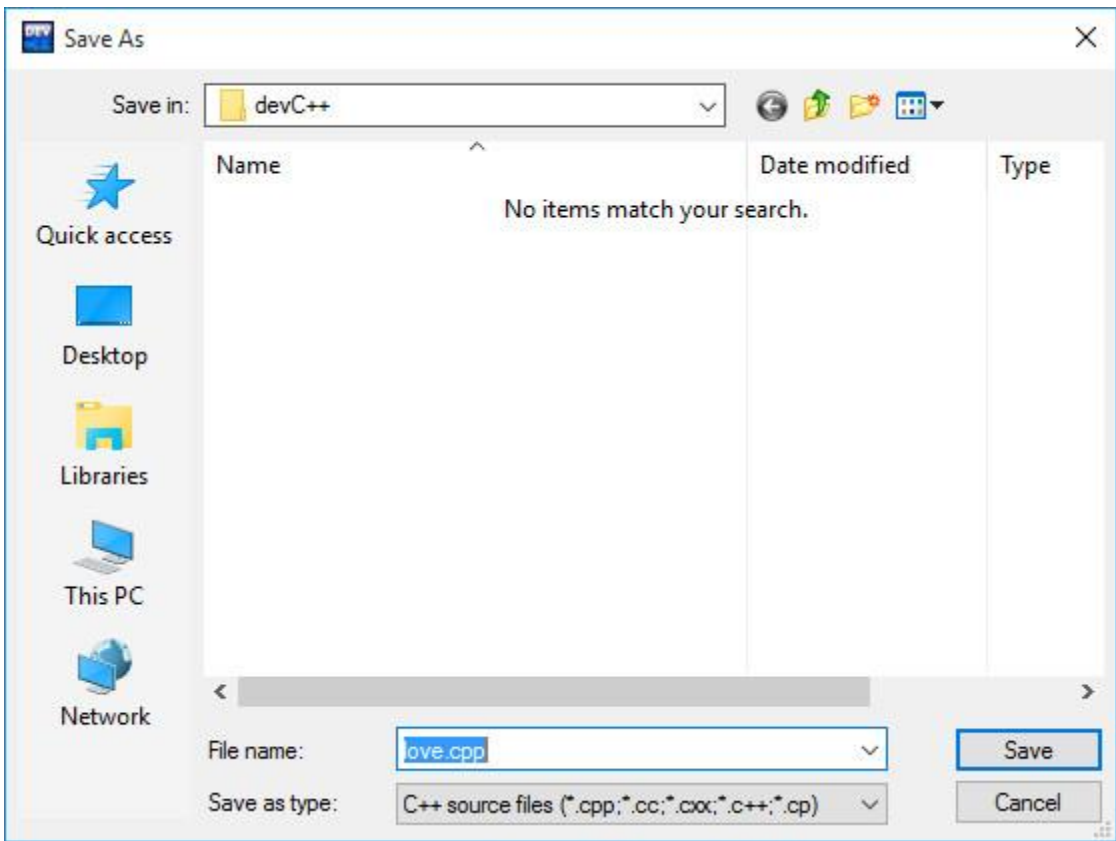 DEV
Save As
Save in: devC++
Name Date modified Type
No items match your search.
Quick access
Desktop
Libraries
This PC
Network
File name: love.cpp Save
Save as type: C++ source files (*.cpp;*.cc;*.cxx;*.c++;*.cp) Cancel